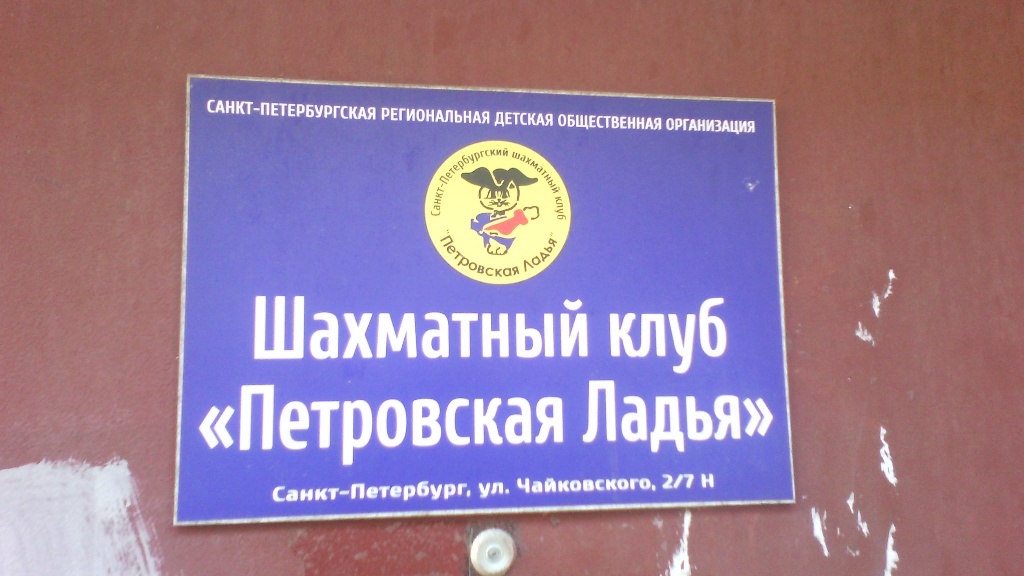 САНКТ-ПЕТЕРБУРГСКАЯ РЕГИОНАЛЬНАЯ ДЕТСКАЯ ОБЩЕСТВЕННАЯ ОРГАНИЗАЦИЯ
Санкт-Петербургский шахматный клуб
"Петровская Ладья"
Шахматный клуб
«Петровская Ладья»
Санкт-Петербург, ул. Чайковского, 2/7 Н